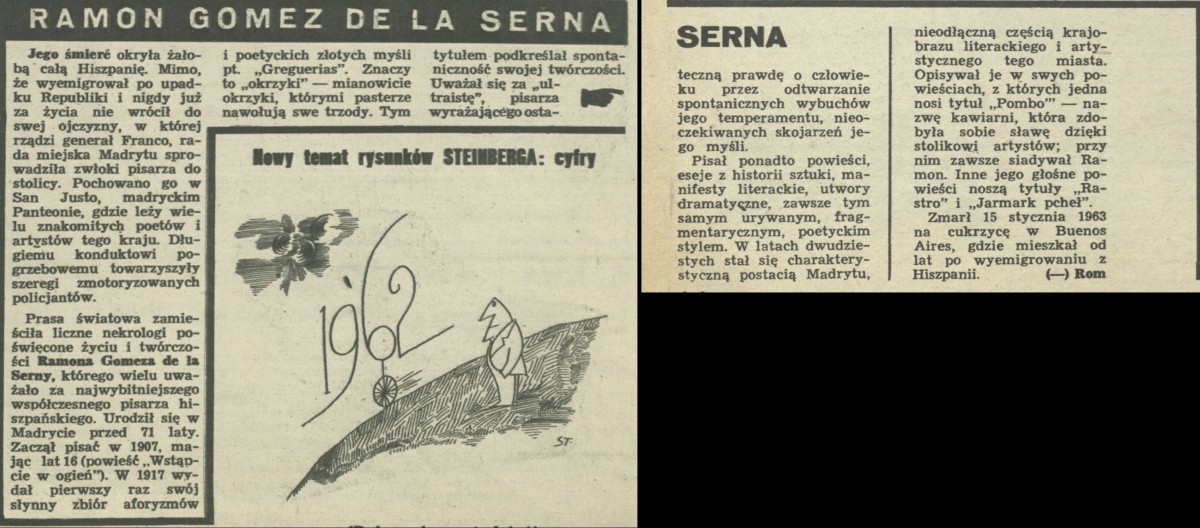 RAMON GOMEZ DE LA SERNA
Jego śmierć okryła żało-
bą całą Hiszpanię. Mimo,
że wyemigrował po upad-
ku Republiki i nigdy już
za życia nie wrócił do
swej ojczyzny, w której
rządzi generał Franco, ra-
da miejska Madrytu spro-
wadziła zwłoki pisarza do
stolicy. Pochowano go w
San Justo, madryckim
Panteonie, gdzie leży wie-
lu znakomitych poetów i
artystów tego kraju. Dłu-
giemu konduktowi po-
grzebowemu towarzyszyły
szeregi zmotoryzowanych
policjantów.
Prasa światowa zamie-
ściła liczne nekrologi po-
święcone życiu i twórczo-
ści Ramona Gomeza de la
Serny, którego wielu uwa-
żało za najwybitniejszego
współczesnego pisarza hi-
szpańskiego. Urodził się w
Madrycie przed 71 laty.
Zaczął pisać w 1907, ma-
jąc lat 16 (powieść „Wstąp-
cie w ogień"). W 1917 wy-
dał pierwszy raz swój
słynny zbiór aforyzmów
i poetyckich złotych myśli
pt. „Greguerias". Znaczy
to „okrzyki" — mianowicie
okrzyki, którymi pasterze
nawołują swe trzody. Tym
tytułem podkreślał sponta-
niczność swojej twórczości.
Uważał się za „ul-
traistę", pisarza
wyrażającego osta-
Nowy temat rysunków STEINBERGA: cyfry
1962
ST.
SERNA
teczną prawdę o człowie-
ku przez odtwarzanie
spontanicznych wybuchów
jego temperamentu, nieo-
czekiwanych skojarzeń je-
go myśli.
Pisał ponadto powieści,
eseje z historii sztuki, ma-
nifesty literackie, utwory
dramatyczne, zawsze tym
samym urywanym, frag-
mentarycznym, poetyckim
stylem. W latach dwudzie-
stych stał się charaktery-
styczną postacią Madrytu,
nieodłączną częścią krajo-
brazu literackiego i arty-
stycznego tego miasta.
Opisywał je w swych po-
wieściach, z których jedna
nosi tytuł „Pombo" — na-
zwę kawiarni, która zdo-
była sobie sławę dzięki
stolikowi artystów; przy
nim zawsze siadywał Ra-
mon. Inne jego głośne po-
wieści noszą tytuły „Ra-
stro" i „Jarmark pcheł".
Zmarł 15 stycznia 1963
na cukrzycę w Buenos
Aires, gdzie mieszkał od
lat po wyemigrowaniu z
Hiszpanii. (—) Rom